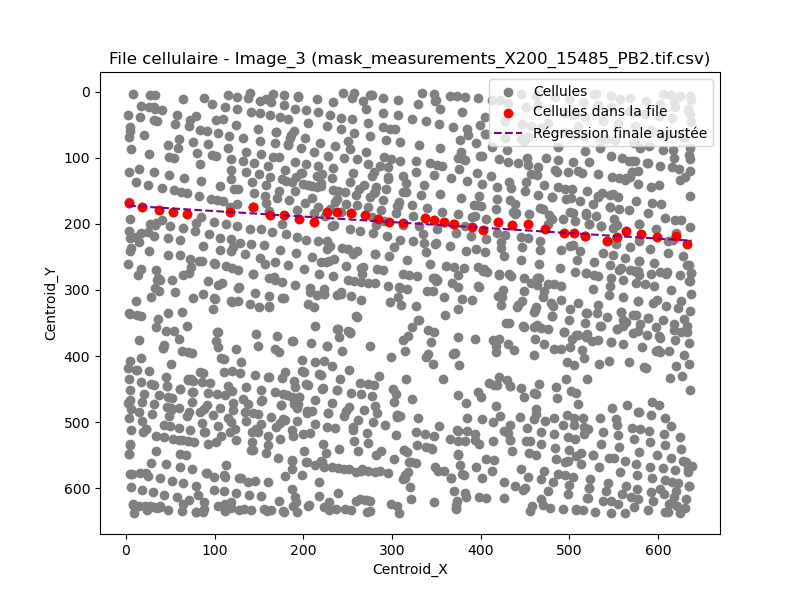 File cellulaire - Image_3 (mask_measurements_X200_15485_PB2.tif.csv)
Cellules
Cellules dans la file
Régression finale ajustée
0
100
200
300
400
500
600
Centroid_Y
0 100 200 300 400 500 600
Centroid_X